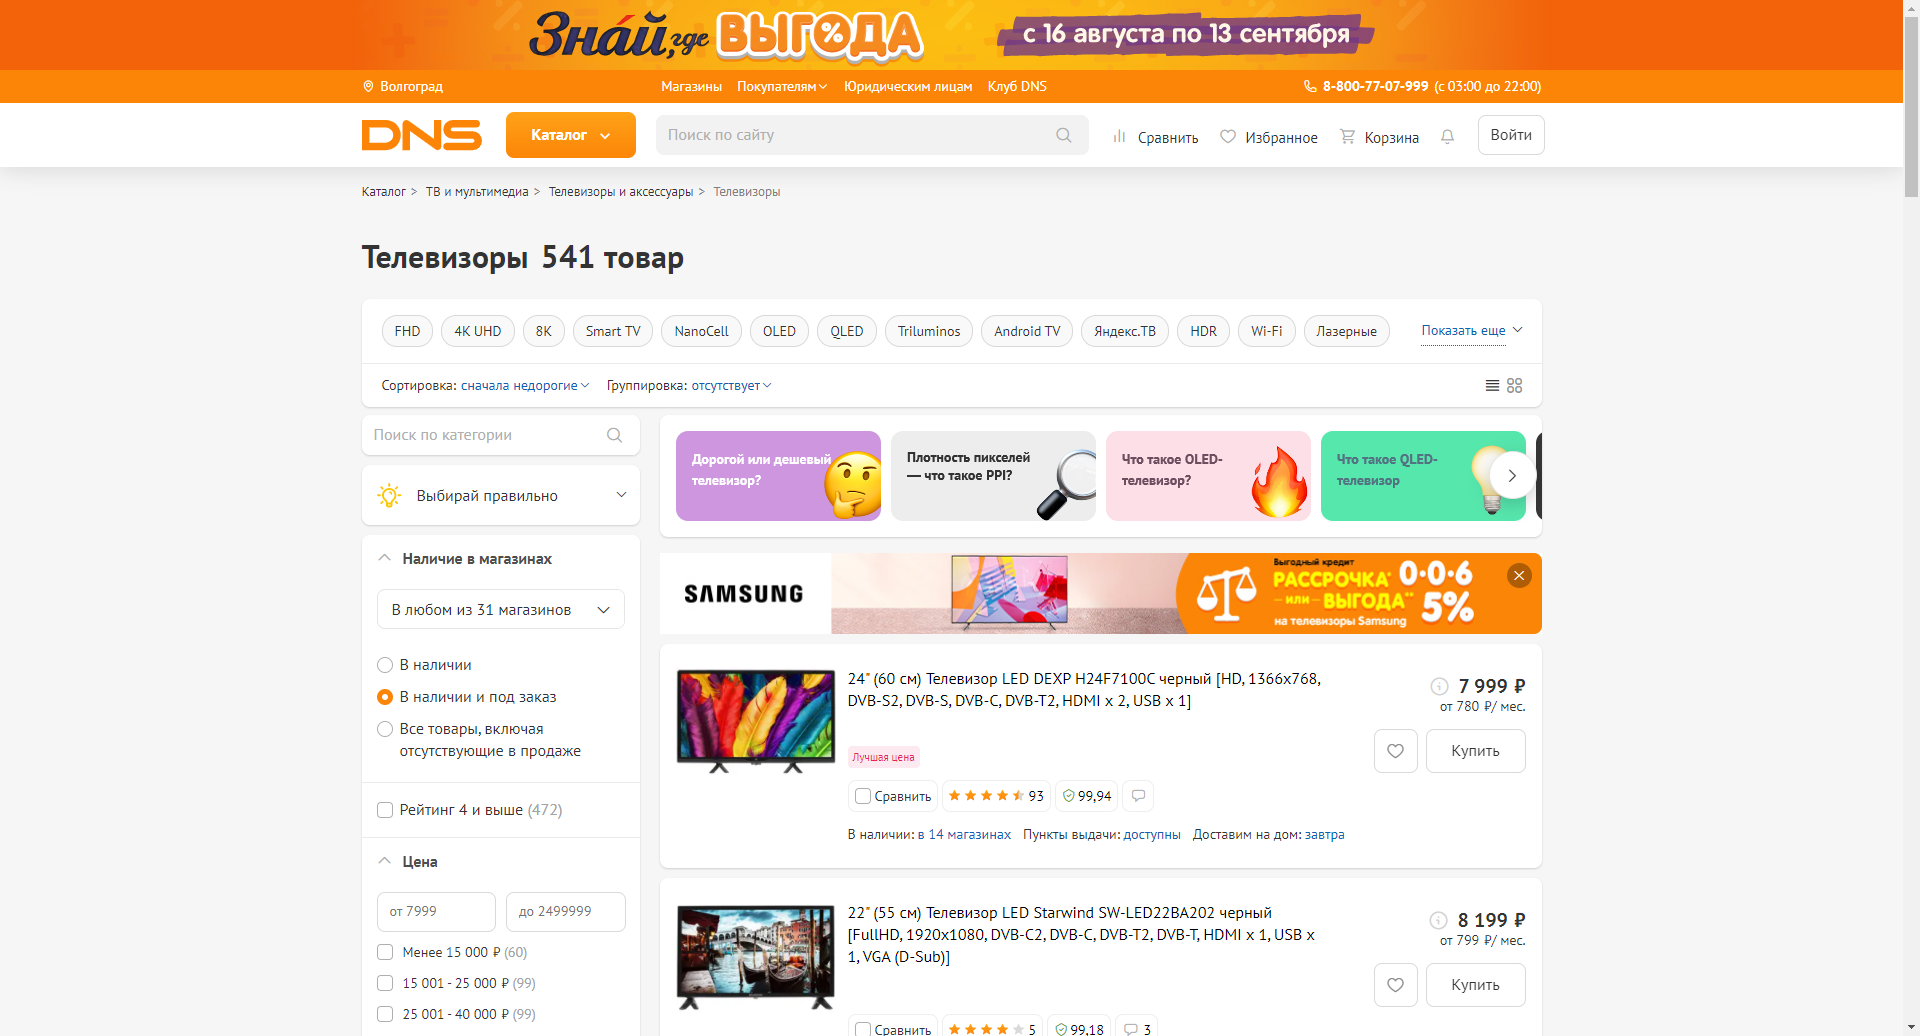 Знай, где ВЫГОДА с 16 августа по 13 сентября
Волгоград Магазины Покупателям Юридическим лицам Клуб DNS 8-800-77-07-999 (с 03:00 до 22:00)
DNS Каталог Поиск по сайту Сравнить Избранное Корзина Войти
Каталог > ТВ и мультимедиа > Телевизоры и аксессуары > Телевизоры
Телевизоры 541 товар
FHD 4K UHD 8K Smart TV NanoCell OLED QLED Triluminos Android TV Яндекс.ТВ HDR Wi-Fi Лазерные Показать еще
Сортировка: сначала недорогие Группировка: отсутствует
Поиск по категории
Выбирай правильно
Наличие в магазинах
В любом из 31 магазинов
В наличии
В наличии и под заказ
Все товары, включая
отсутствующие в продаже
Рейтинг 4 и выше (472)
Цена
от 7999 до 2499999
Менее 15 000 ₽ (60)
15 001 - 25 000 ₽ (99)
25 001 - 40 000 ₽ (99)
Дорогой или дешевый
телевизор?
Плотность пикселей
— что такое PPI?
Что такое OLED-
телевизор?
Что такое QLED-
телевизор
SAMSUNG
Выгодный кредит
РАССРОЧКА* 0-0-6
— или — ВЫГОДА** 5%
на телевизоры Samsung
24" (60 см) Телевизор LED DEXP H24F7100C черный [HD, 1366x768,
DVB-S2, DVB-S, DVB-C, DVB-T2, HDMI x 2, USB x 1]
7 999 ₽
от 780 ₽/ мес.
Купить
Лучшая цена
Сравнить 93 99,94
В наличии: в 14 магазинах Пункты выдачи: доступны Доставим на дом: завтра
22" (55 см) Телевизор LED Starwind SW-LED22BA202 черный
[FullHD, 1920x1080, DVB-C2, DVB-C, DVB-T2, DVB-T, HDMI x 1, USB x
1, VGA (D-Sub)]
8 199 ₽
от 799 ₽/ мес.
Купить
Сравнить 5 99,18 3